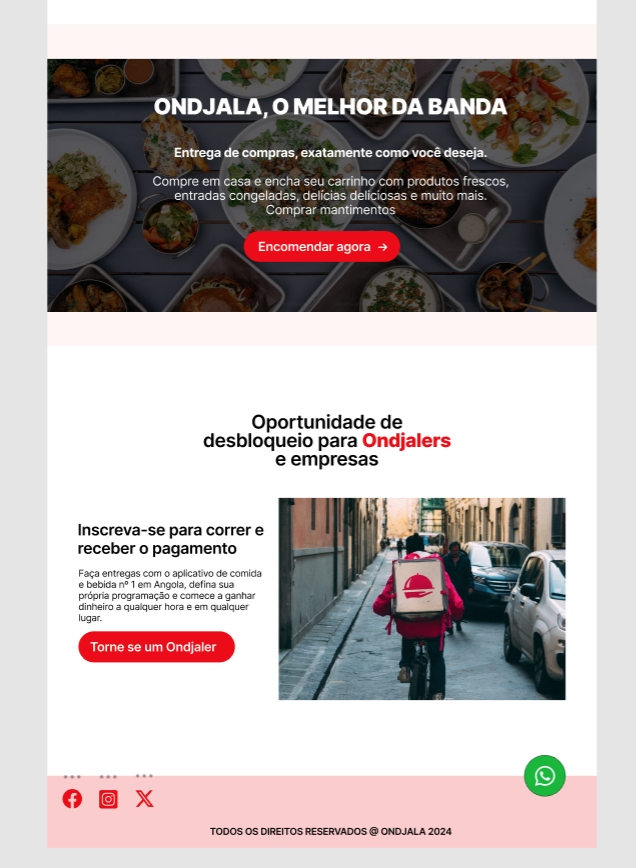 ONDJALA, O MELHOR DA BANDA
Entrega de compras, exatamente como você deseja.
Compre em casa e encha seu carrinho com produtos frescos,
entradas congeladas, delícias deliciosas e muito mais.
Comprar mantimentos
Encomendar agora →
Oportunidade de
desbloqueio para Ondjalers
e empresas
Inscreva-se para correr e
receber o pagamento
Faça entregas com o aplicativo de comida
e bebida nº 1 em Angola, defina sua
própria programação e comece a ganhar
dinheiro a qualquer hora e em qualquer
lugar.
Torne se um Ondjaler
TODOS OS DIREITOS RESERVADOS @ ONDJALA 2024